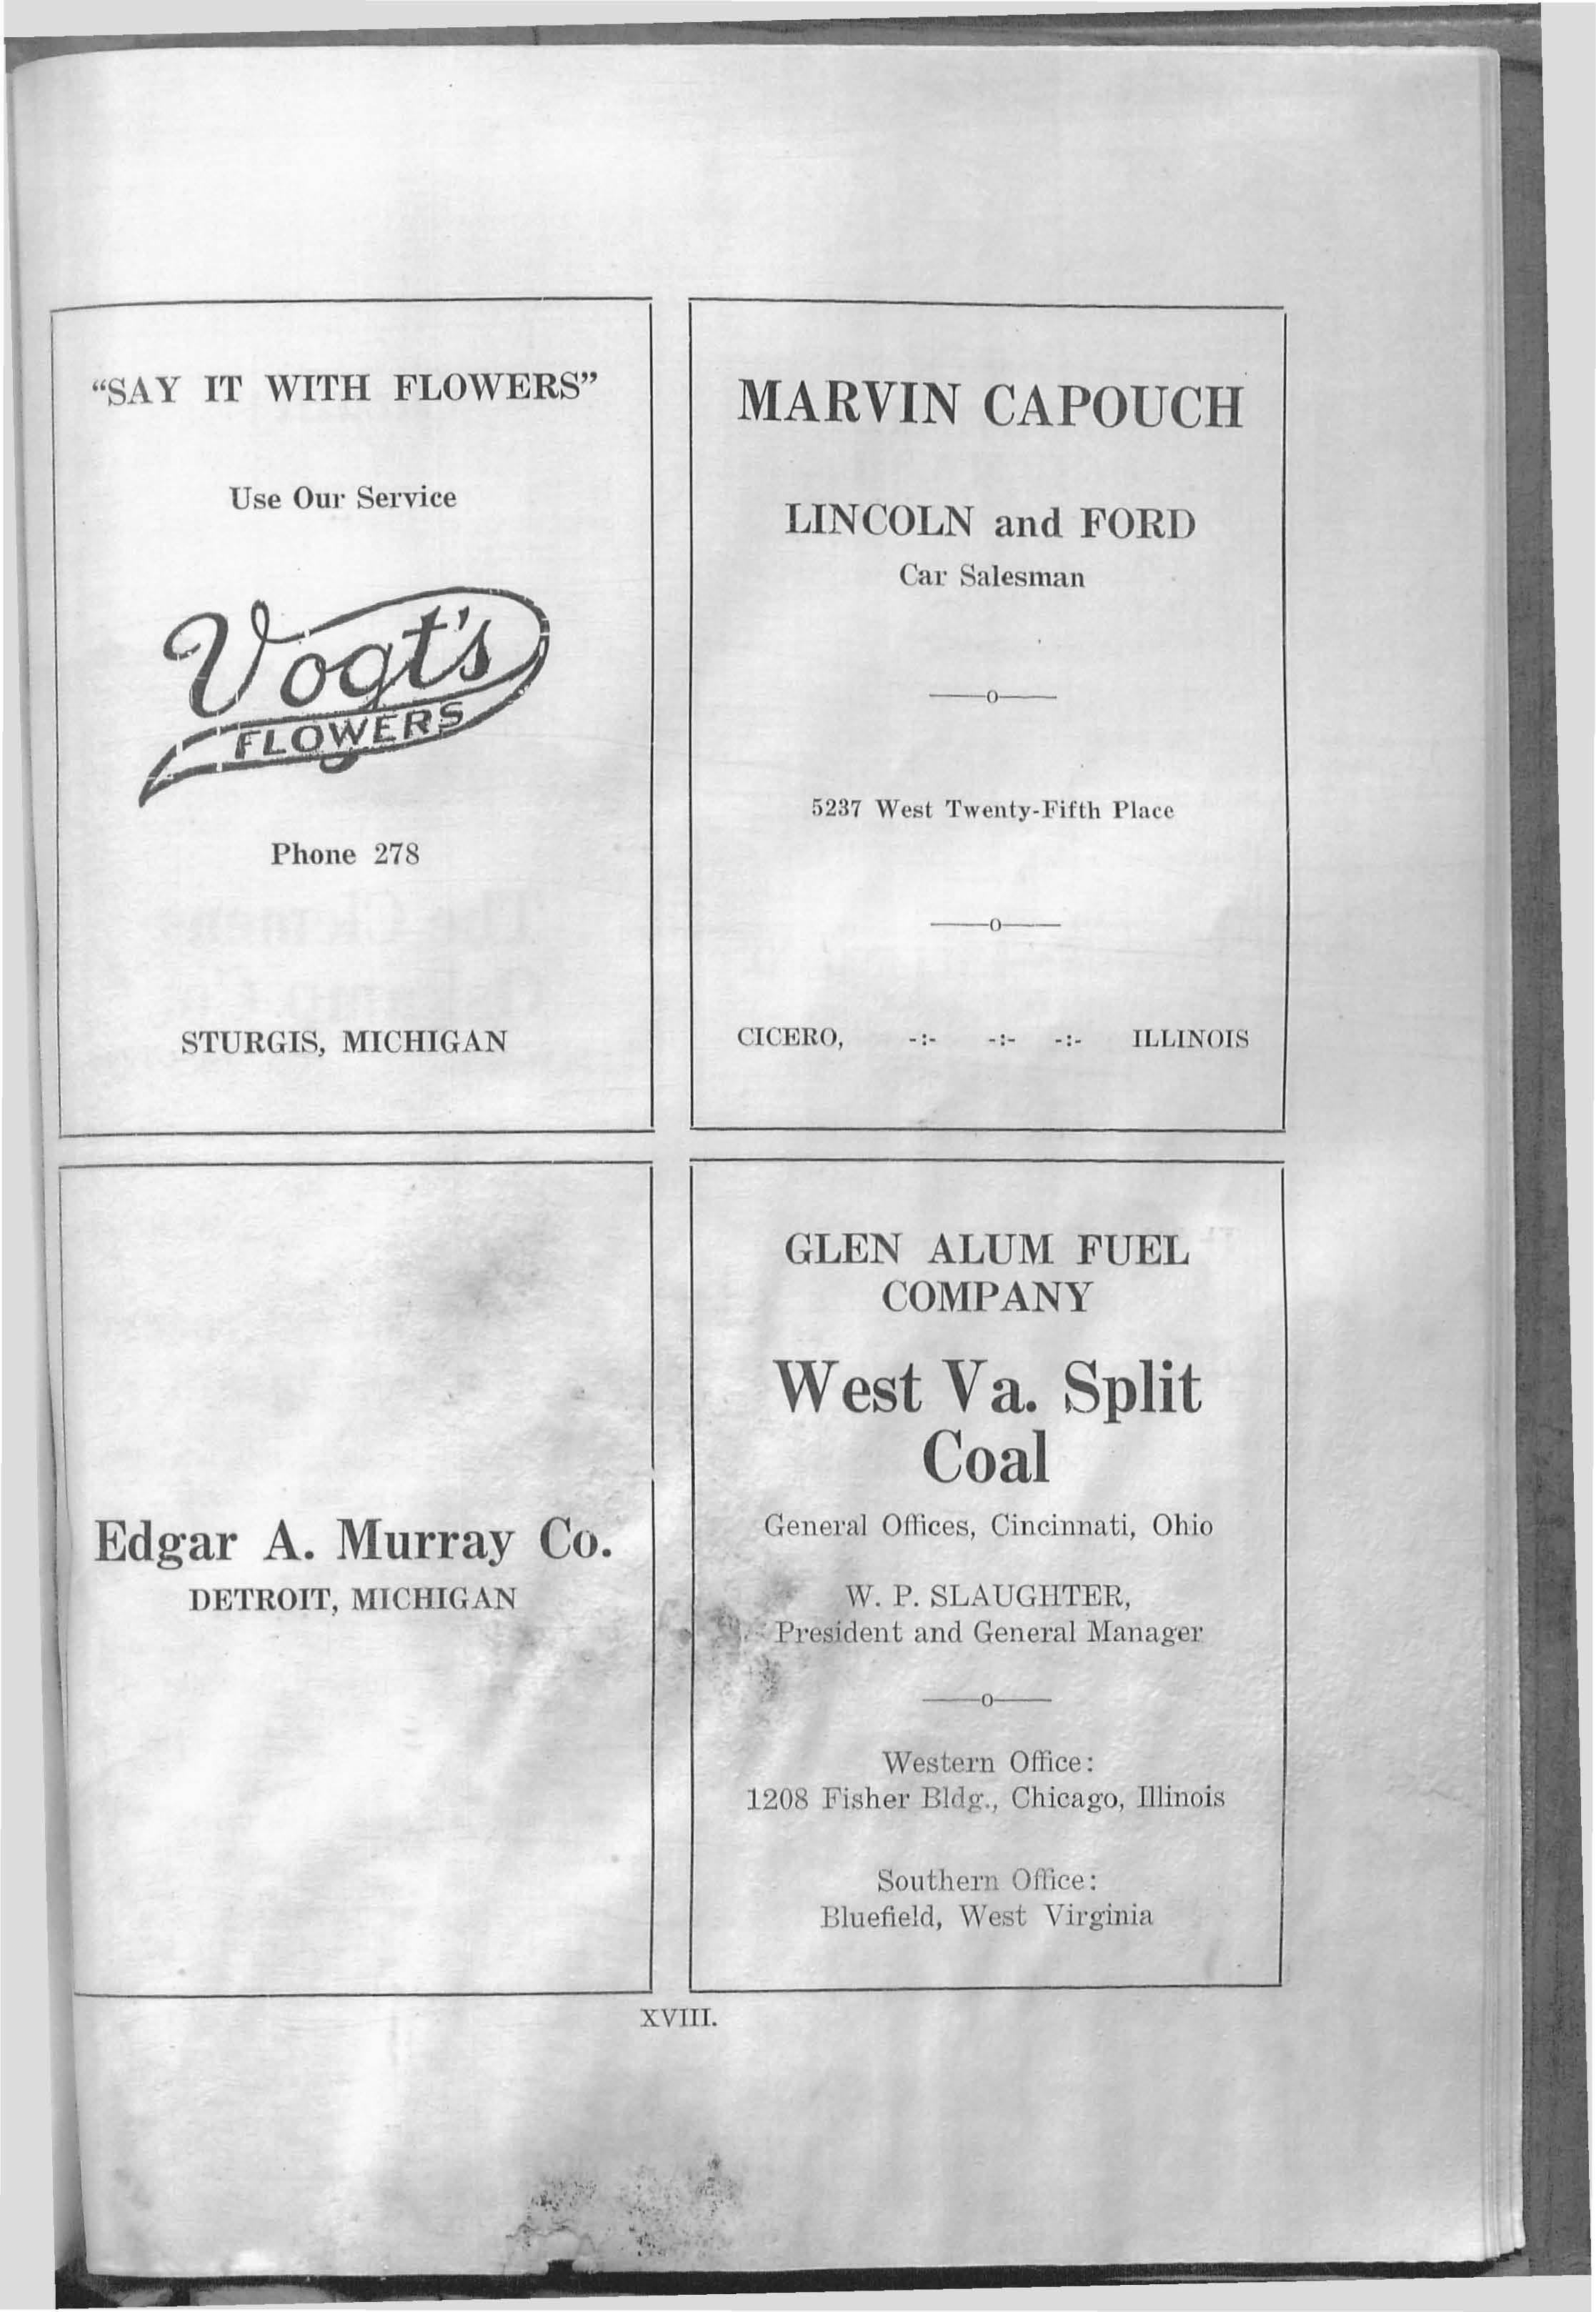 “SAY IT WITH FLOWERS”
Use Our Service
Vogt's
FLOWERS
Phone 278
STURGIS, MICHIGAN
MARVIN CAPOUCH
LINCOLN and FORD
Car Salesman
——o——
5237 West Twenty-Fifth Place
——o——
CICERO, -:- -:- -:- ILLINOIS
Edgar A. Murray Co.
DETROIT, MICHIGAN
GLEN ALUM FUEL
COMPANY
West Va. Split
Coal
General Offices, Cincinnati, Ohio
W. P. SLAUGHTER,
President and General Manager
——o——
Western Office:
1208 Fisher Bldg., Chicago, Illinois
Southern Office:
Bluefield, West Virginia
XVIII.